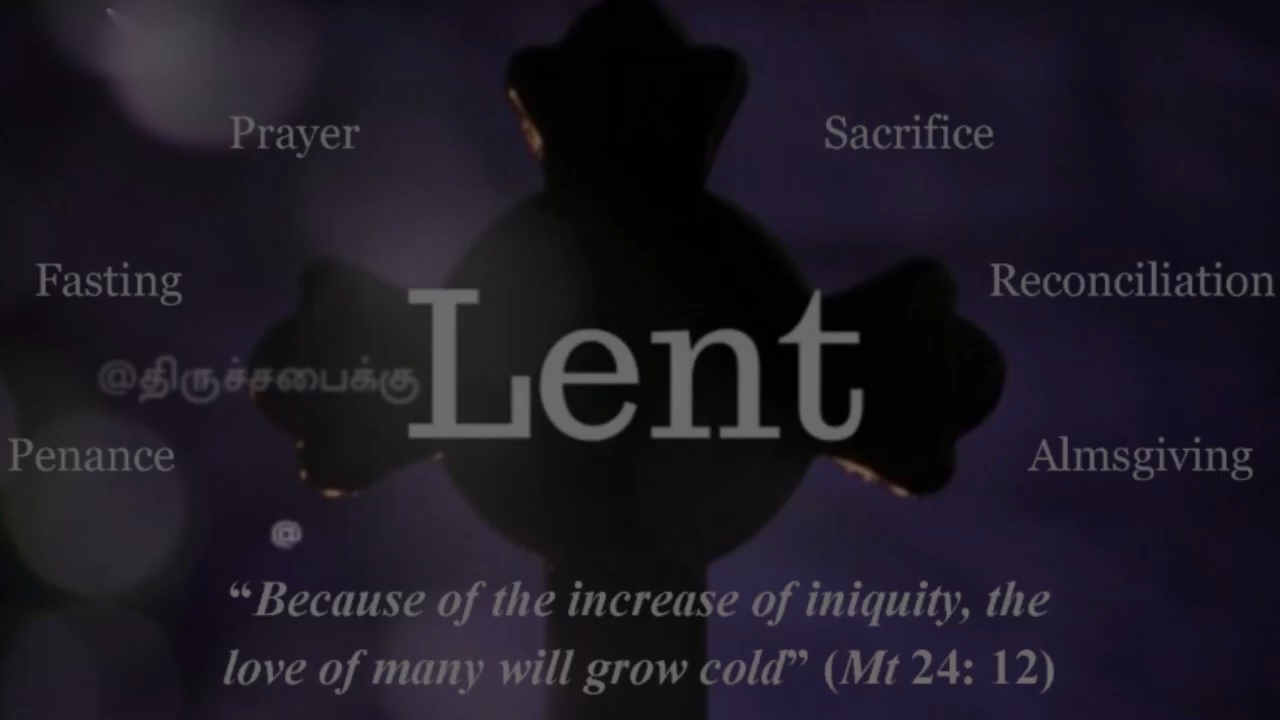 Prayer
Sacrifice
Fasting
Reconciliation
Lent
@திருச்சபைக்கு
Penance
Almsgiving
@
“Because of the increase of iniquity, the
love of many will grow cold” (Mt 24: 12)